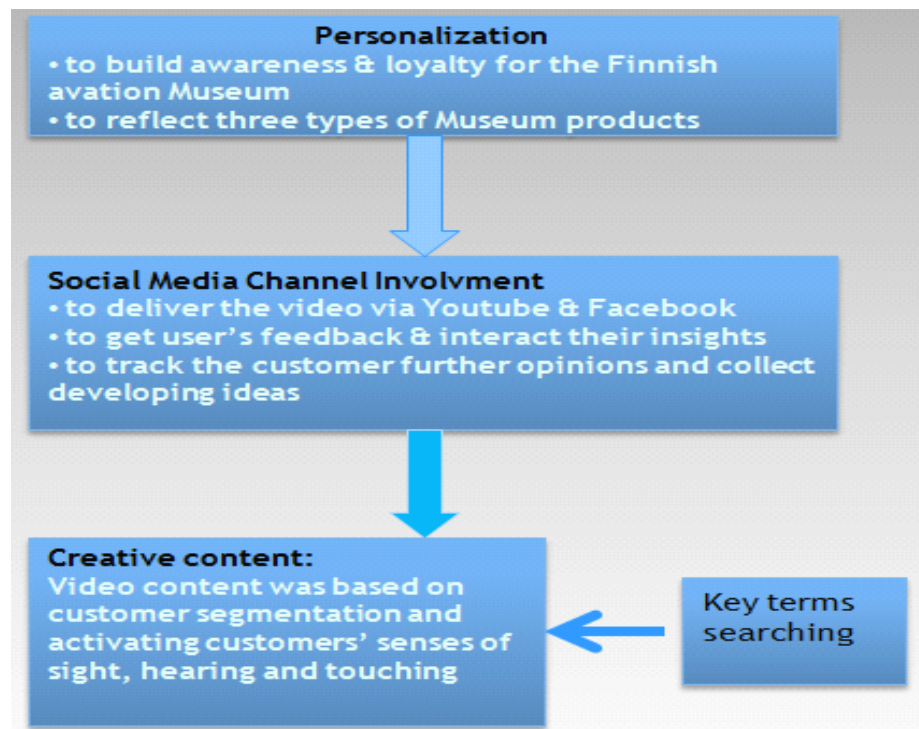 Personalization
• to build awareness & loyalty for the Finnish
avation Museum
• to reflect three types of Museum products
Social Media Channel Involvment
• to deliver the video via Youtube & Facebook
• to get user’s feedback & interact their insights
• to track the customer further opinions and collect
developing ideas
Creative content:
Video content was based on
customer segmentation and
activating customers’ senses of
sight, hearing and touching
Key terms
searching